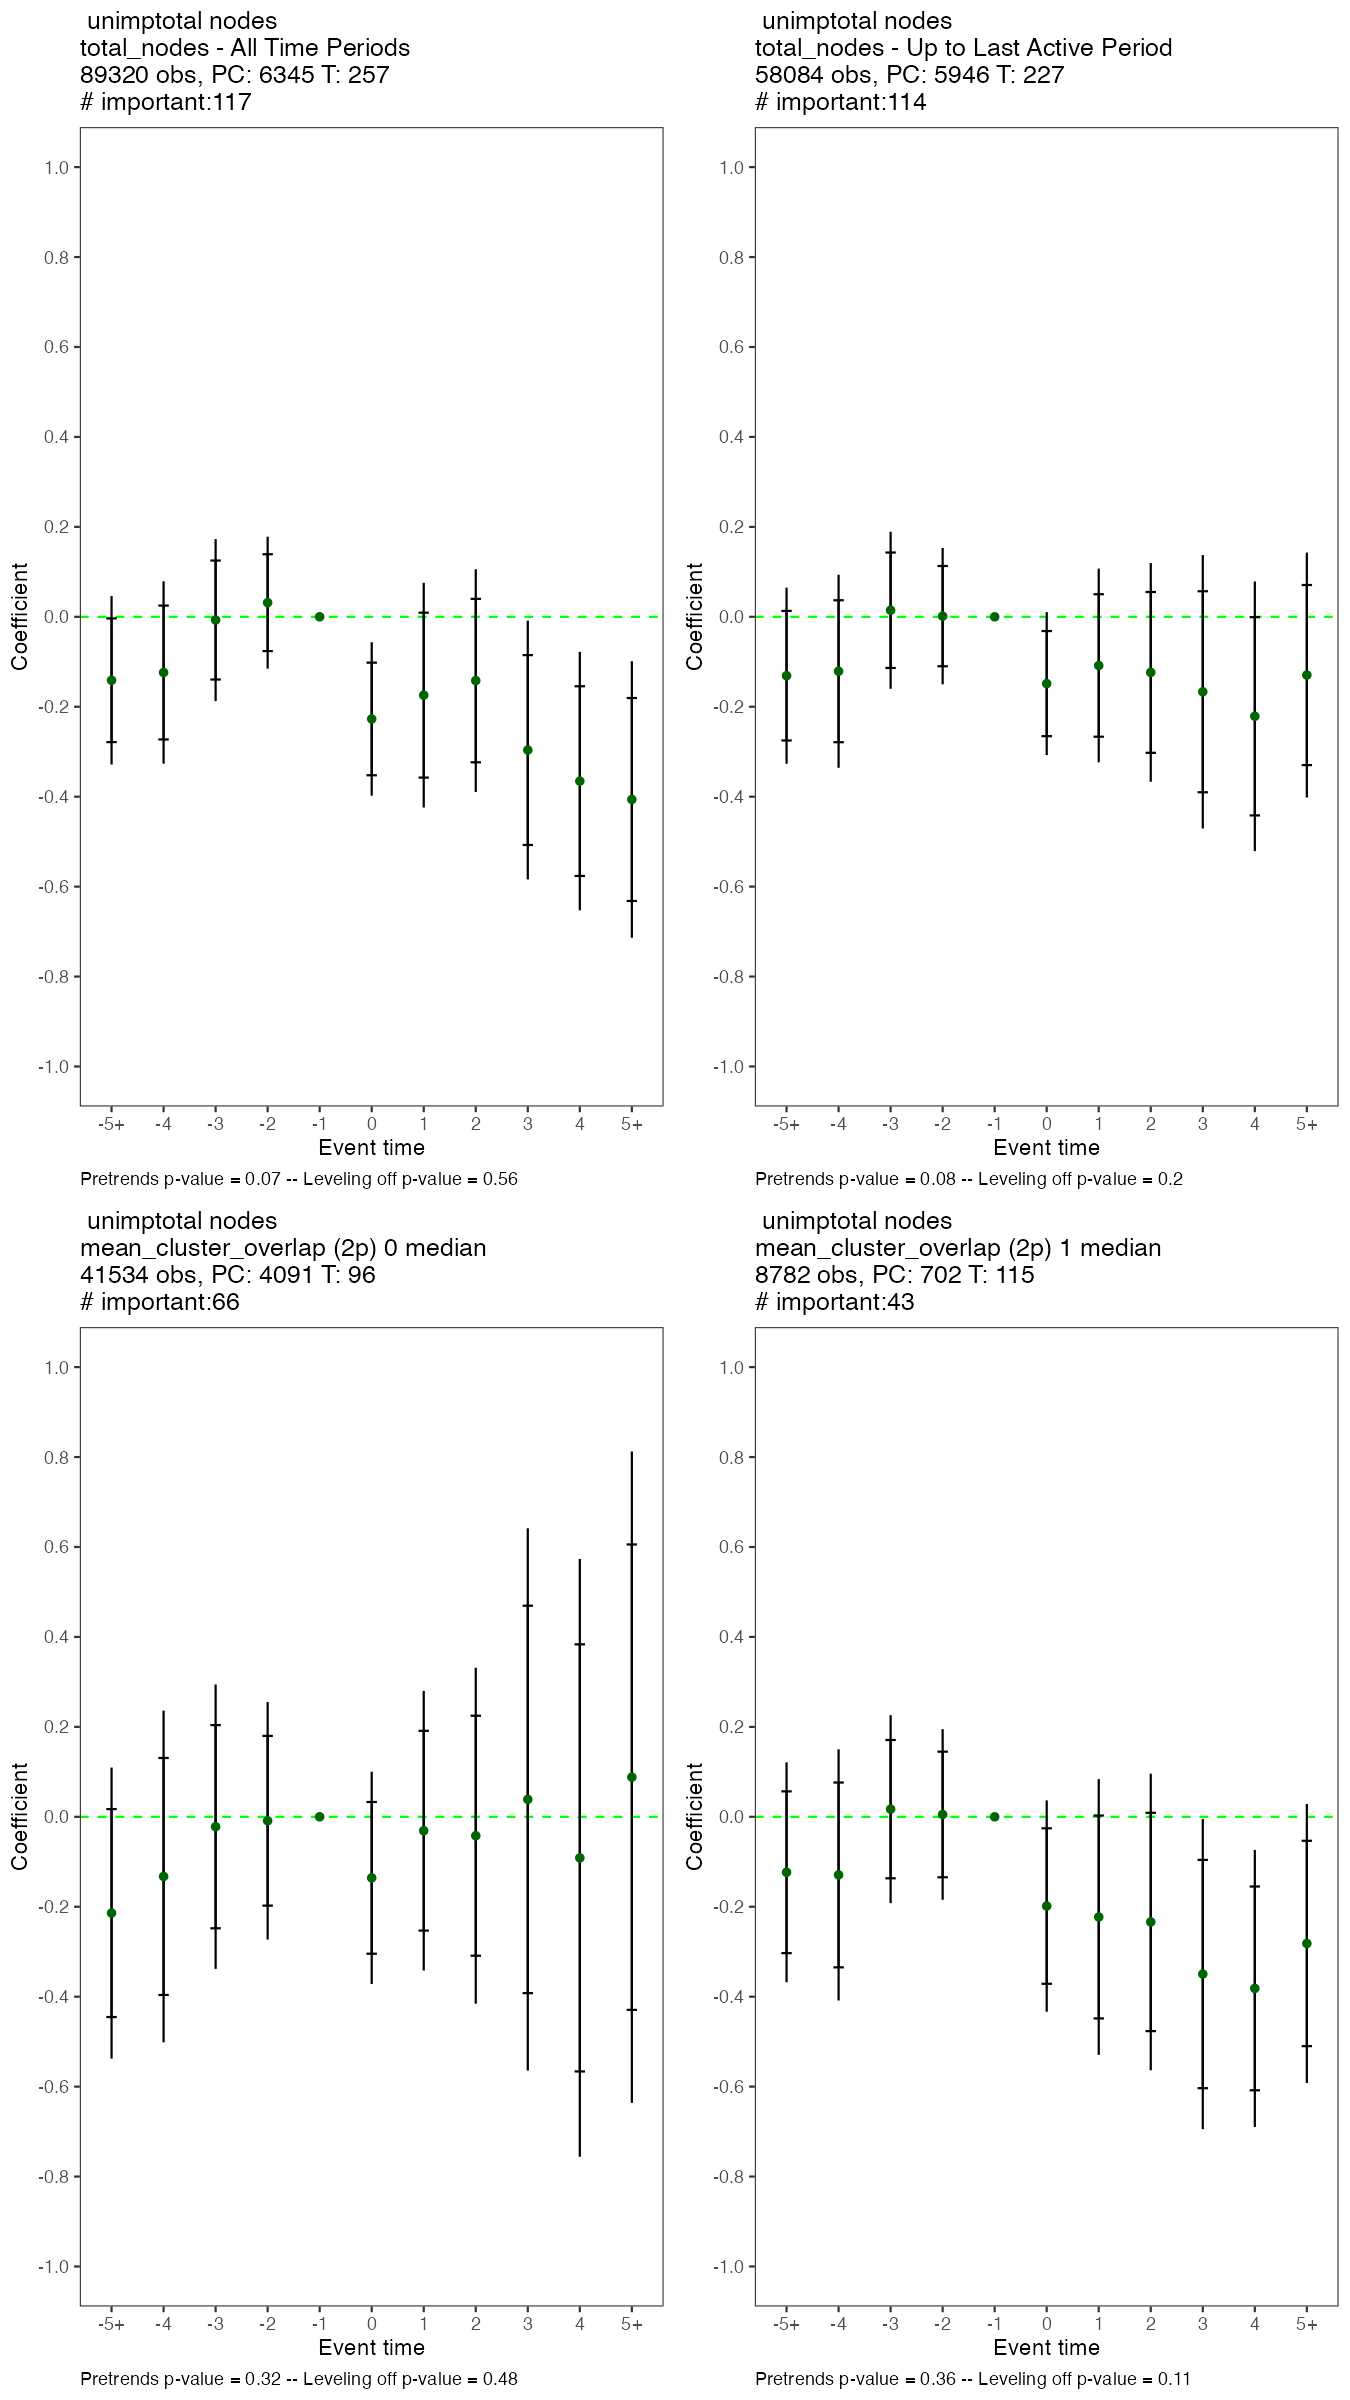 unimptotal nodes
total_nodes - All Time Periods
89320 obs, PC: 6345 T: 257
# important:117
1.0
0.8
0.6
0.4
0.2
0.0
-0.2
-0.4
-0.6
-0.8
-1.0
Coefficient
-5+ -4 -3 -2 -1 0 1 2 3 4 5+
Event time
Pretrends p-value = 0.07 -- Leveling off p-value = 0.56
unimptotal nodes
total_nodes - Up to Last Active Period
58084 obs, PC: 5946 T: 227
# important:114
1.0
0.8
0.6
0.4
0.2
0.0
-0.2
-0.4
-0.6
-0.8
-1.0
Coefficient
-5+ -4 -3 -2 -1 0 1 2 3 4 5+
Event time
Pretrends p-value = 0.08 -- Leveling off p-value = 0.2
unimptotal nodes
mean_cluster_overlap (2p) 0 median
41534 obs, PC: 4091 T: 96
# important:66
1.0
0.8
0.6
0.4
0.2
0.0
-0.2
-0.4
-0.6
-0.8
-1.0
Coefficient
-5+ -4 -3 -2 -1 0 1 2 3 4 5+
Event time
Pretrends p-value = 0.32 -- Leveling off p-value = 0.48
unimptotal nodes
mean_cluster_overlap (2p) 1 median
8782 obs, PC: 702 T: 115
# important:43
1.0
0.8
0.6
0.4
0.2
0.0
-0.2
-0.4
-0.6
-0.8
-1.0
Coefficient
-5+ -4 -3 -2 -1 0 1 2 3 4 5+
Event time
Pretrends p-value = 0.36 -- Leveling off p-value = 0.11